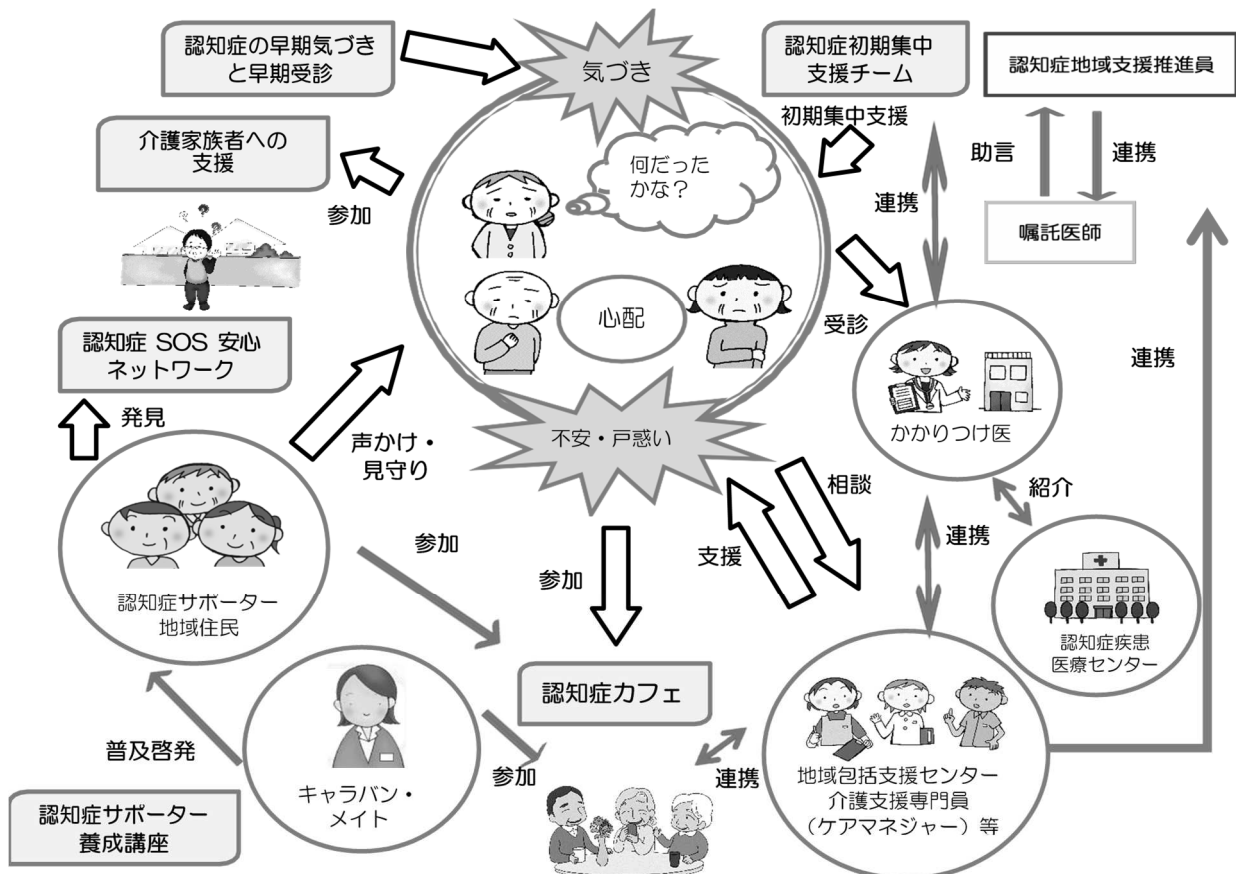 認知症の早期気づき
と早期受診
気づき
認知症初期集中
支援チーム
認知症地域支援推進員
初期集中支援
介護家族者への
支援
参加
何だった
かな？
連携
助言
連携
嘱託医師
心配
受診
認知症 SOS 安心
ネットワーク
発見
声かけ・
見守り
不安・戸惑い
かかりつけ医
連携
相談
紹介
支援
連携
参加
参加
認知症サポーター
地域住民
認知症疾患
医療センター
認知症カフェ
普及啓発
キャラバン・
メイト
参加
連携
地域包括支援センター
介護支援専門員
（ケアマネジャー）等
認知症サポーター
養成講座